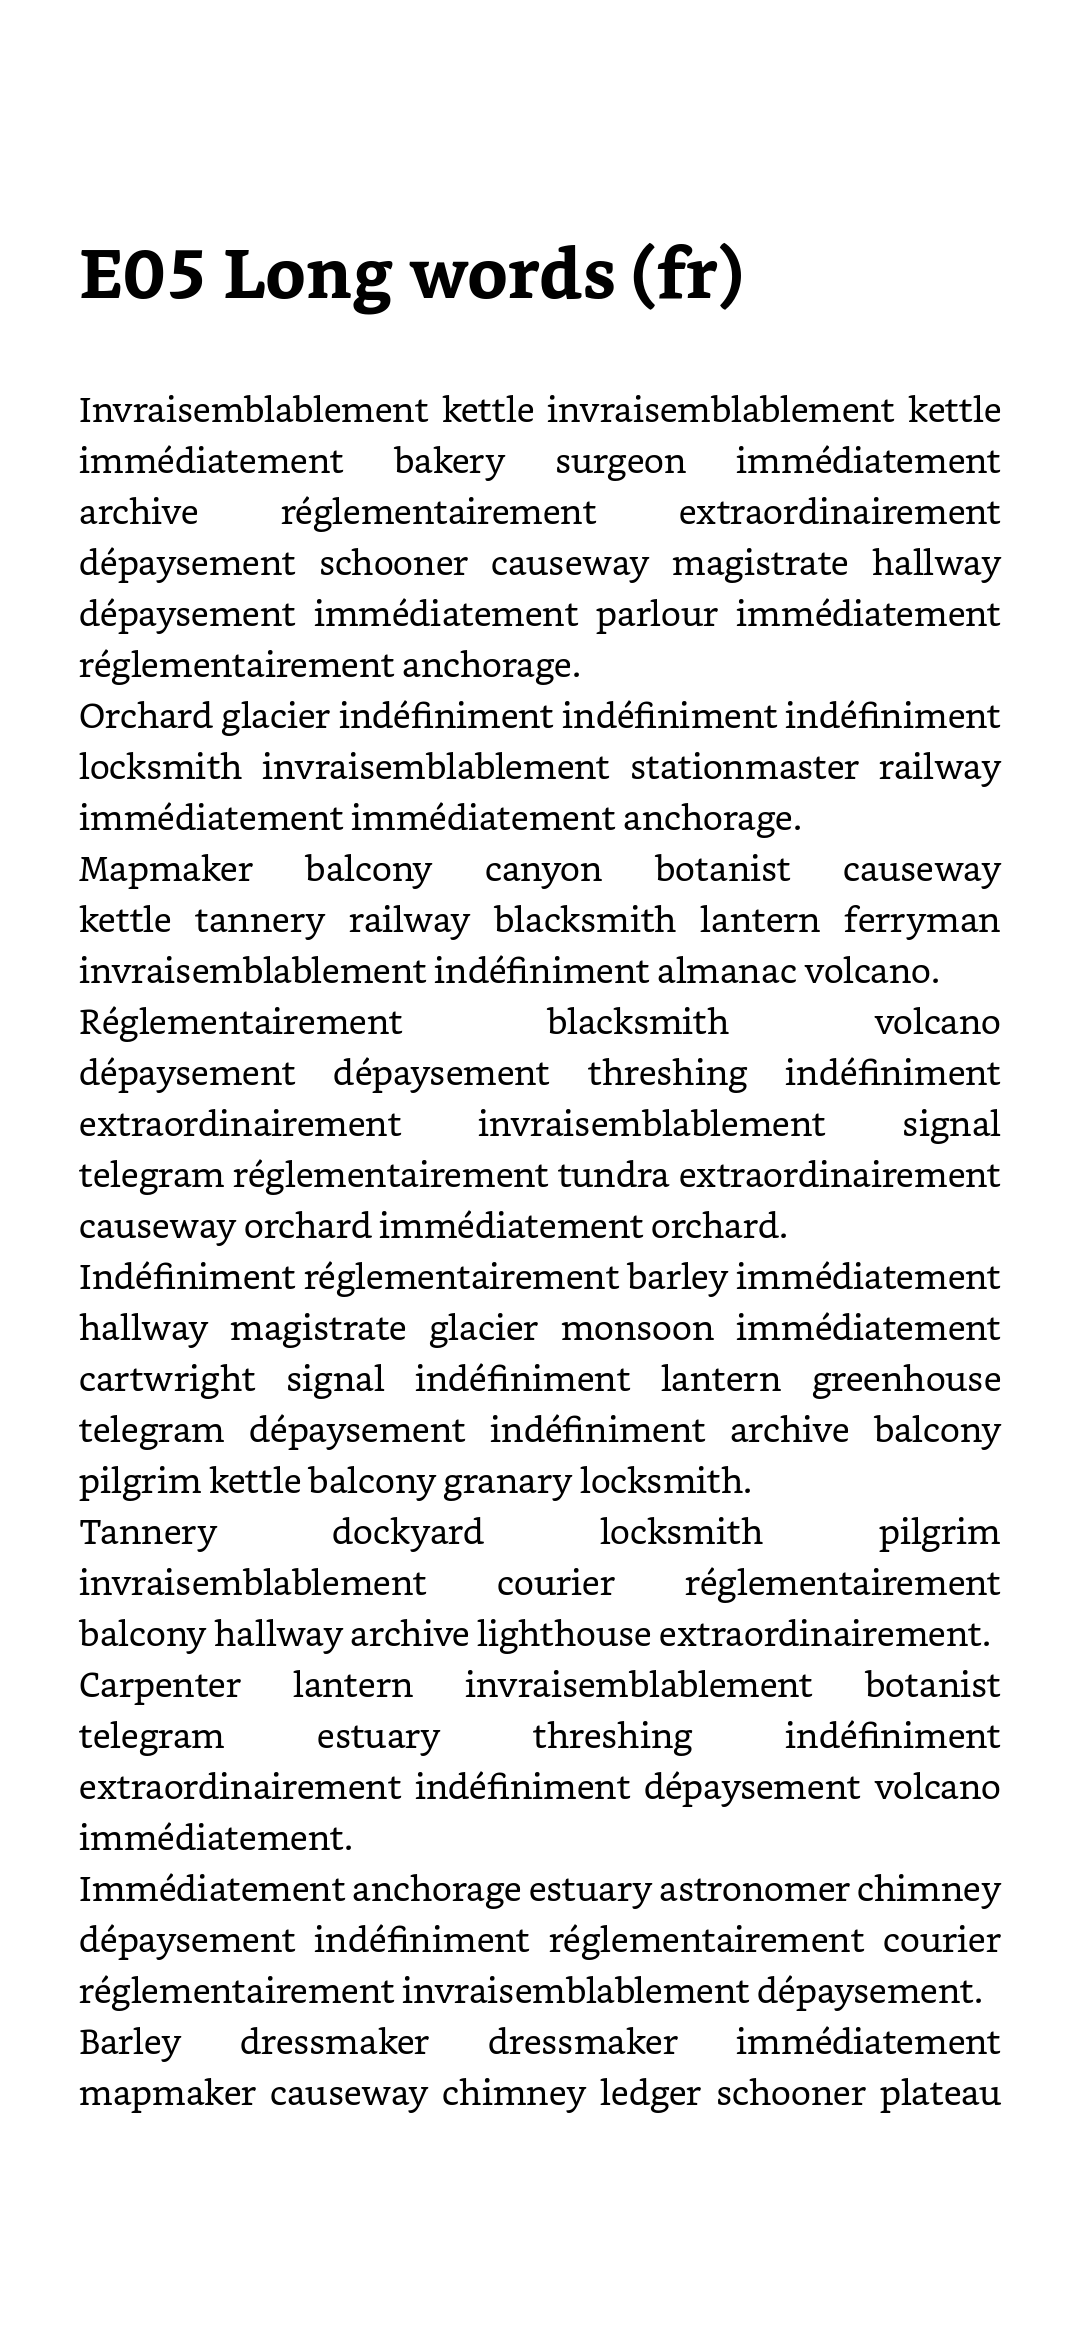 E05 Long words (fr)
Invraisemblablement kettle invraisemblablement kettle
immédiatement bakery surgeon immédiatement
archive réglementairement extraordinairement
dépaysement schooner causeway magistrate hallway
dépaysement immédiatement parlour immédiatement
réglementairement anchorage.
Orchard glacier indéfiniment indéfiniment indéfiniment
locksmith invraisemblablement stationmaster railway
immédiatement immédiatement anchorage.
Mapmaker balcony canyon botanist causeway
kettle tannery railway blacksmith lantern ferryman
invraisemblablement indéfiniment almanac volcano.
Réglementairement blacksmith volcano
dépaysement dépaysement threshing indéfiniment
extraordinairement invraisemblablement signal
telegram réglementairement tundra extraordinairement
causeway orchard immédiatement orchard.
Indéfiniment réglementairement barley immédiatement
hallway magistrate glacier monsoon immédiatement
cartwright signal indéfiniment lantern greenhouse
telegram dépaysement indéfiniment archive balcony
pilgrim kettle balcony granary locksmith.
Tannery dockyard locksmith pilgrim
invraisemblablement courier réglementairement
balcony hallway archive lighthouse extraordinairement.
Carpenter lantern invraisemblablement botanist
telegram estuary threshing indéfiniment
extraordinairement indéfiniment dépaysement volcano
immédiatement.
Immédiatement anchorage estuary astronomer chimney
dépaysement indéfiniment réglementairement courier
réglementairement invraisemblablement dépaysement.
Barley dressmaker dressmaker immédiatement
mapmaker causeway chimney ledger schooner plateau